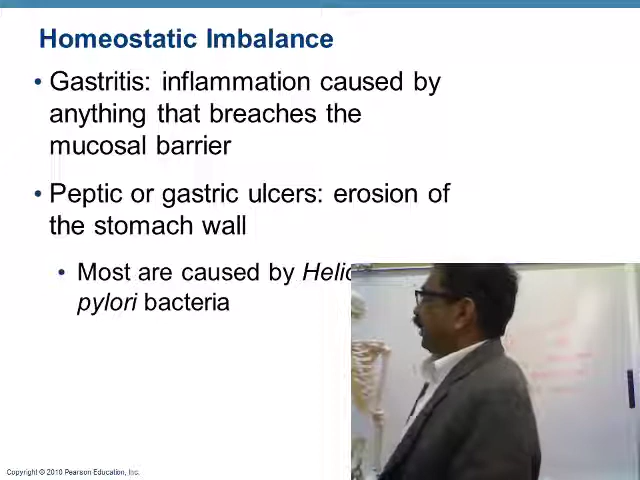 Homeostatic Imbalance
• Gastritis: inflammation caused by
anything that breaches the
mucosal barrier
• Peptic or gastric ulcers: erosion of
the stomach wall
• Most are caused by Helic
pylori bacteria
Copyright © 2010 Pearson Education, Inc.